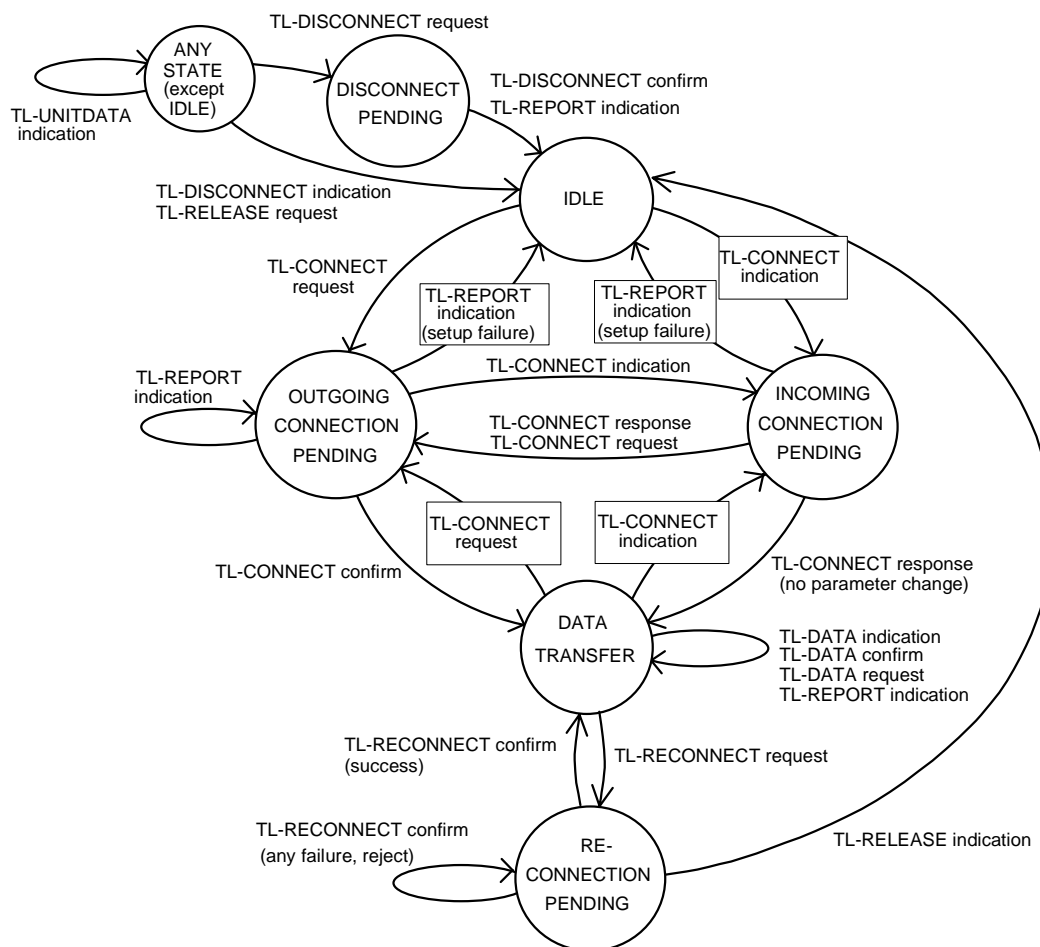 TL-DISCONNECT request
ANY
STATE
(except
IDLE)
TL-UNITDATA
indication
DISCONNECT
PENDING
TL-DISCONNECT confirm
TL-REPORT indication
TL-DISCONNECT indication
TL-RELEASE request
IDLE
TL-CONNECT
request
TL-REPORT
indication
(setup failure)
TL-REPORT
indication
(setup failure)
TL-CONNECT
indication
TL-REPORT
indication
OUTGOING
CONNECTION
PENDING
TL-CONNECT indication
TL-CONNECT response
TL-CONNECT request
INCOMING
CONNECTION
PENDING
TL-CONNECT
request
TL-CONNECT
indication
TL-CONNECT confirm
TL-CONNECT response
(no parameter change)
DATA
TRANSFER
TL-DATA indication
TL-DATA confirm
TL-DATA request
TL-REPORT indication
TL-RECONNECT confirm
(success)
TL-RECONNECT request
TL-RECONNECT confirm
(any failure, reject)
RE-
CONNECTION
PENDING
TL-RELEASE indication